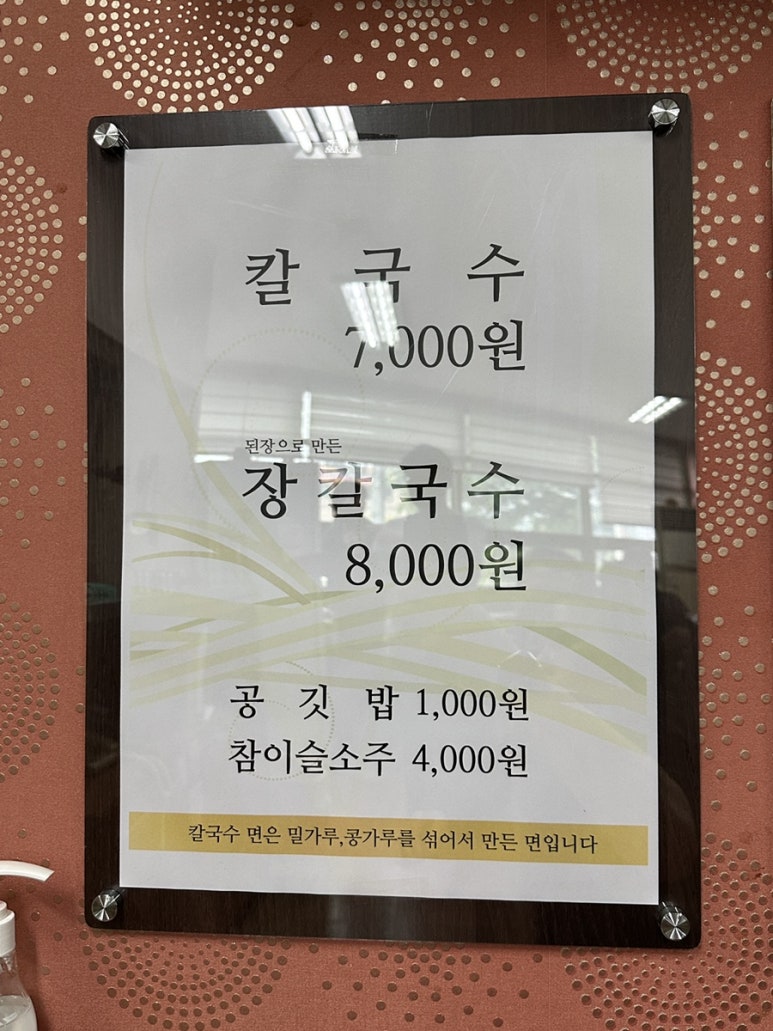 칼국수
7,000원
된장으로 만든
장칼국수
8,000원
공깃밥 1,000원
참이슬소주 4,000원
칼국수 면은 밀가루,콩가루를 섞어서 만든 면입니다